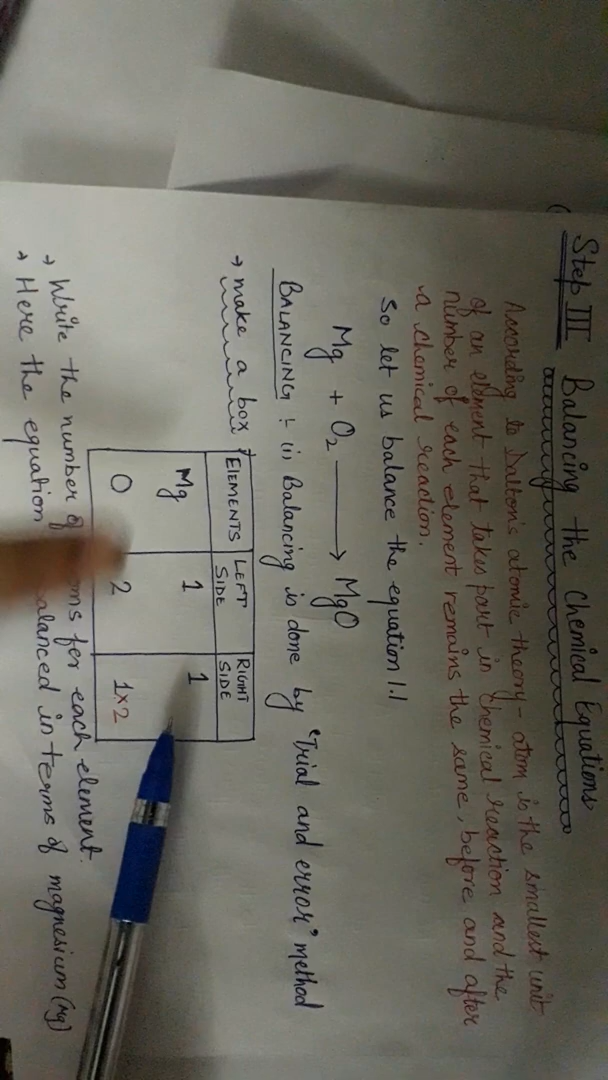 Step III Balancing the Chemical Equations
According to Dalton's atomic theory - atom is the smallest unit
of an element that takes part in chemical reaction and the
number of each element remains the same, before and after
a chemical reaction.
So let us balance the equation 1.1
Mg + O2 → MgO
BALANCING :- is Balancing is done by "Trial and error" method
→ make a box
ELEMENTS LEFT SIDE RIGHT SIDE
Mg 1 1
O 2 1×2
→ Write the number of for each element.
→ Here the equation balanced in terms of magnesium (Mg)